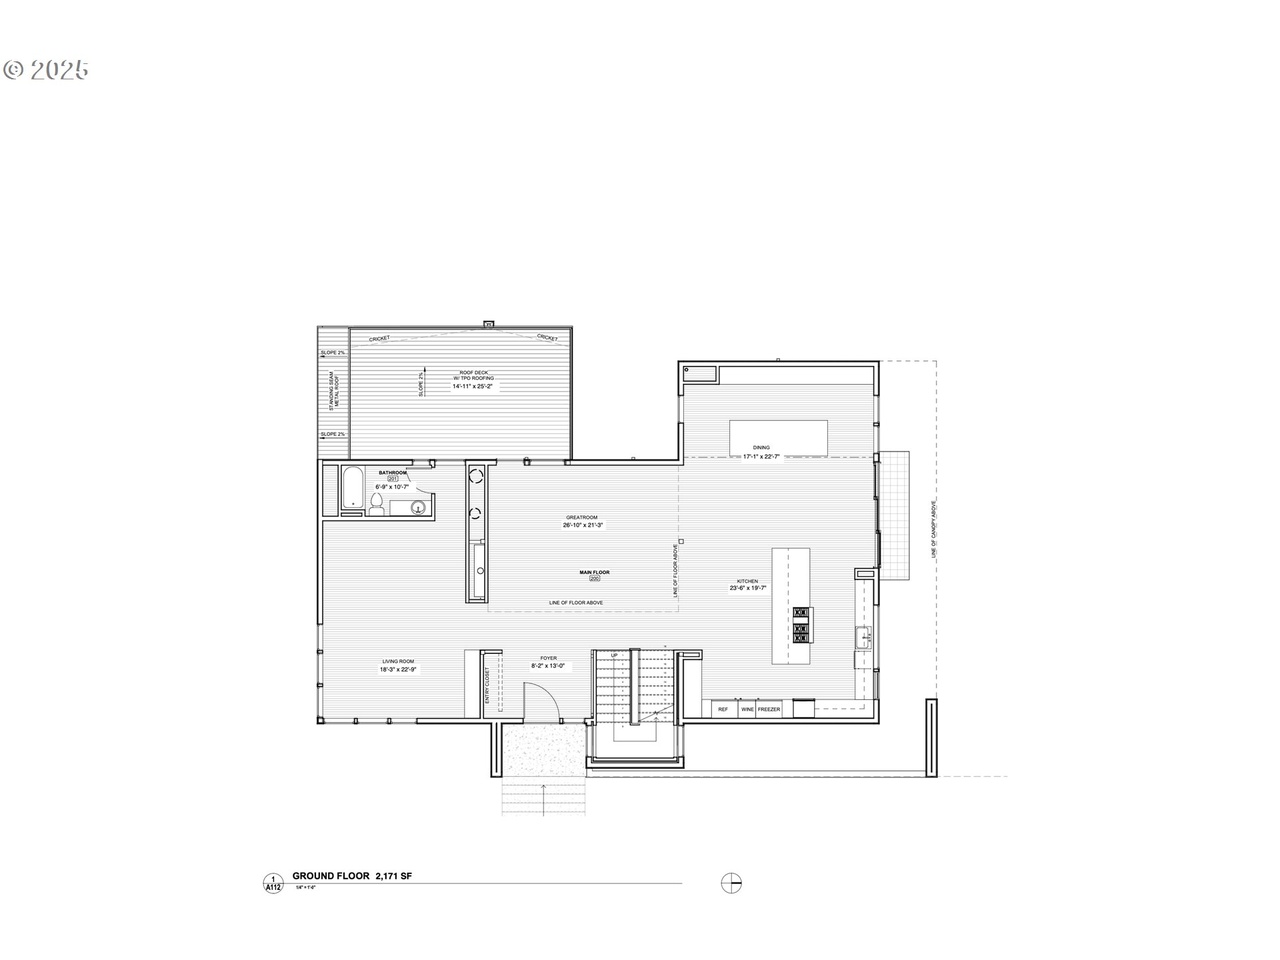 © 2025
CRICKET
CRICKET
SLOPE 2%
ROOF DECK
W/ TPO ROOFING
14'-11" x 25'-2"
SLOPE 2%
STANDING SEAM
METAL ROOF
SLOPE 2%
DINING
17'-1" x 22'-7"
BATHROOM
201
6'-9" x 10'-7"
GREATROOM
26'-10" x 21'-3"
LINE OF CANOPY ABOVE
LINE OF FLOOR ABOVE
MAIN FLOOR
200
KITCHEN
23'-6" x 19'-7"
LINE OF FLOOR ABOVE
LIVING ROOM
18'-3" x 22'-9"
FOYER
8'-2" x 13'-0"
UP
ENTRY CLOSET
REF
WINE
FREEZER
1
A112
GROUND FLOOR 2,171 SF
1/4" = 1'-0"